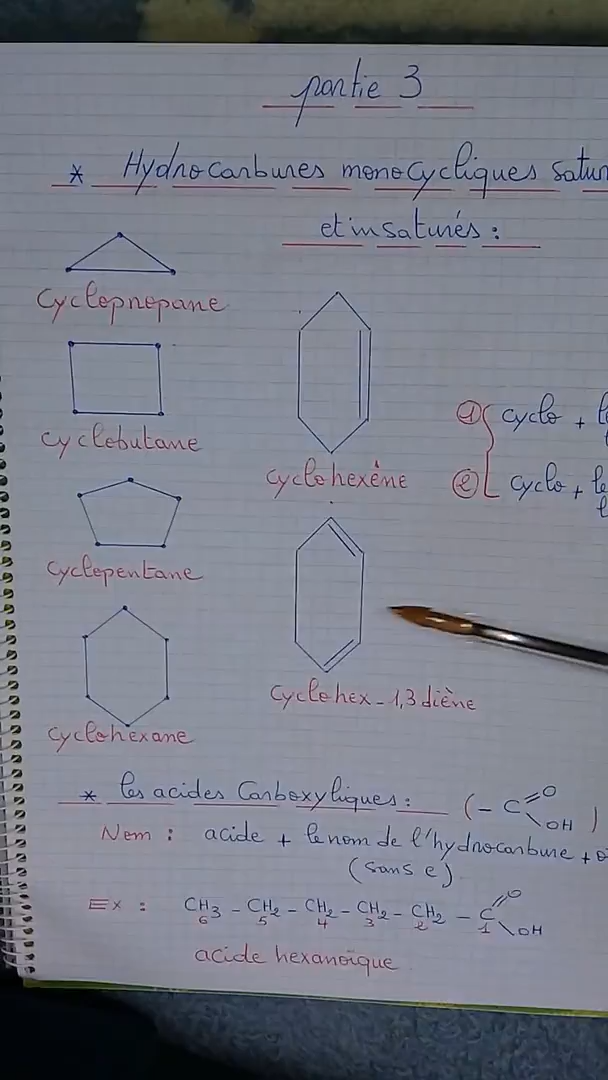 partie 3
* Hydrocarbures monocycliques satur
et insaturés :
cyclopropane
cyclobutane
cyclopentane
cyclohexane
cyclohexène
cyclohex-1,3 diène
① cyclo +
② cyclo + le
* les acides Carboxyliques : (- C =O \ OH)
Nom : acide + le nom de l'hydrocarbure + o
(sans e)
Ex : CH3 - CH2 - CH2 - CH2 - CH2 - C =O \ OH
6 5 4 3 2 1
acide hexanoïque